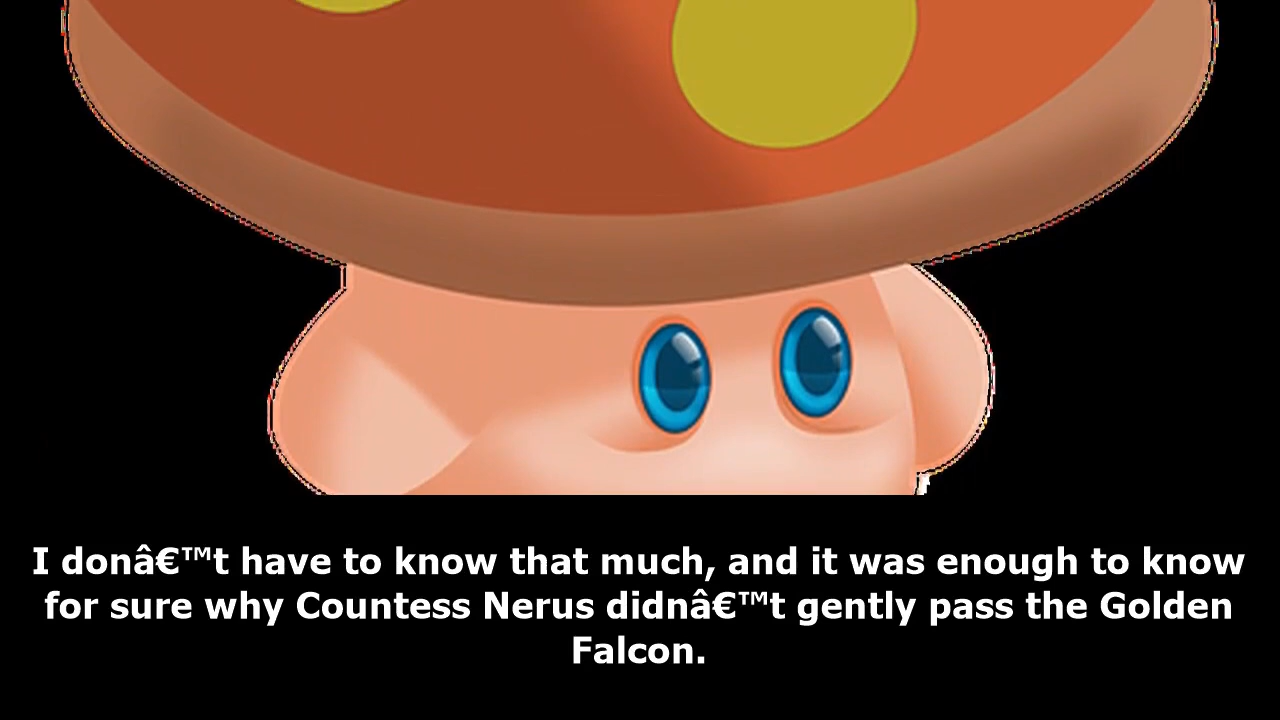 I donâ€™t have to know that much, and it was enough to know
for sure why Countess Nerus didnâ€™t gently pass the Golden
Falcon.